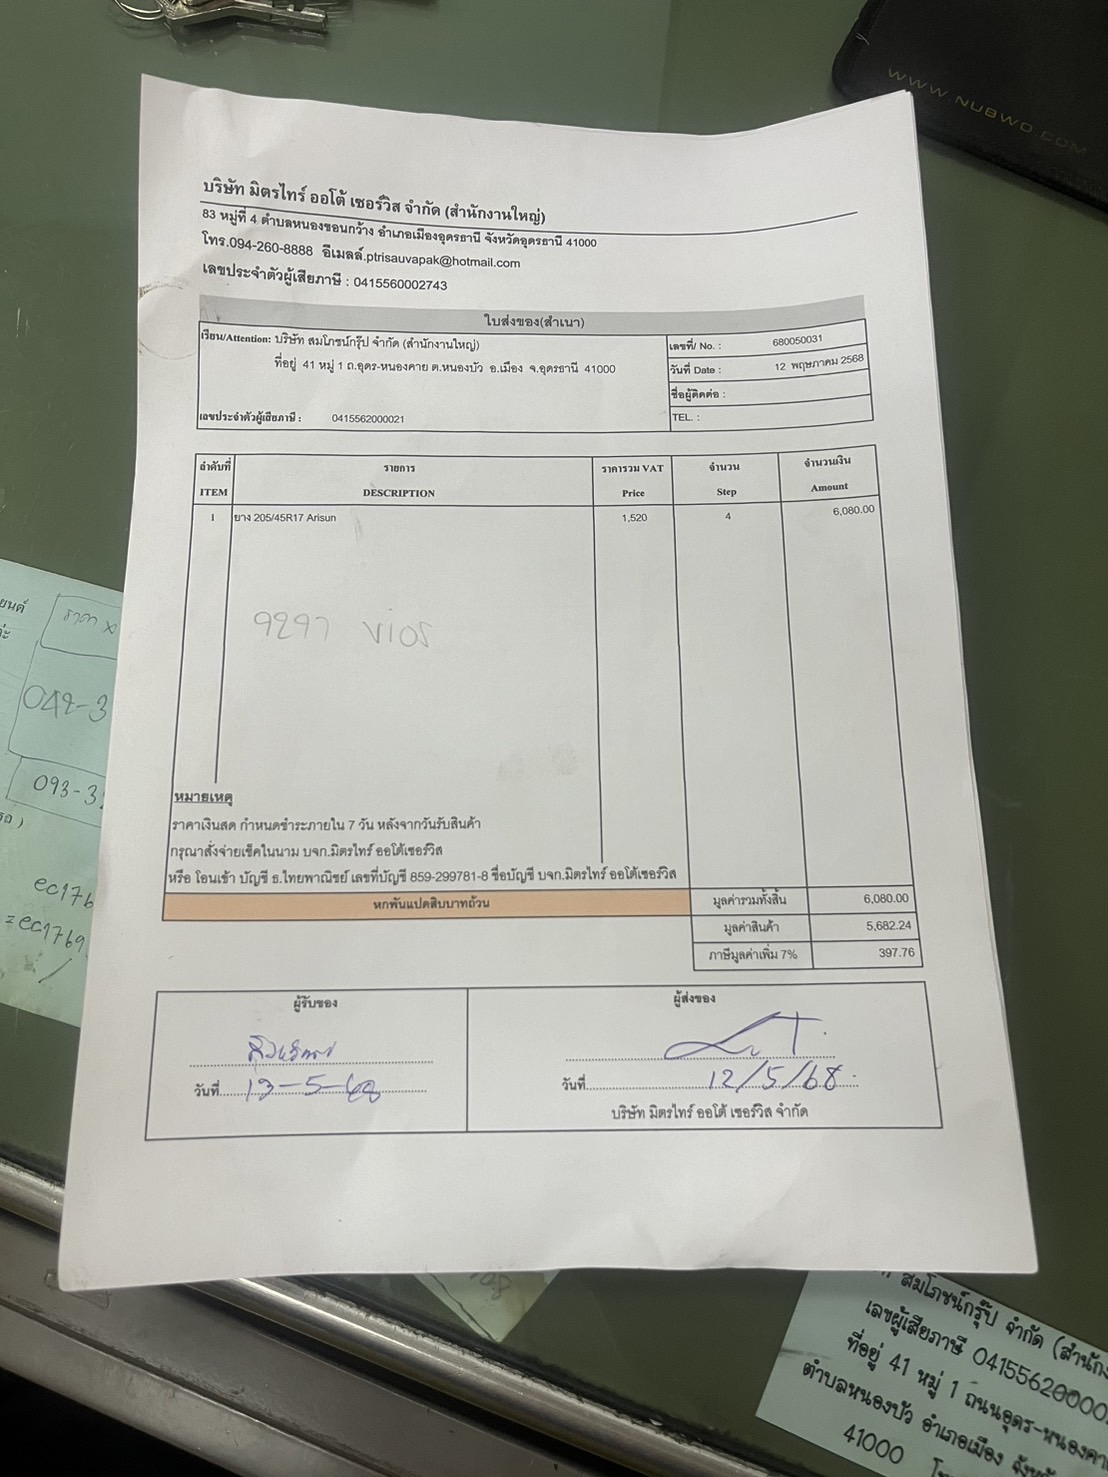 WWW.NUBWO.COM
บริษัท มิตรไทร์ ออโต้ เซอร์วิส จำกัด (สำนักงานใหญ่)
83 หมู่ที่ 4 ตำบลหนองขอนกว้าง อำเภอเมืองอุดรธานี จังหวัดอุดรธานี 41000
โทร.094-260-8888 อีเมลล์.ptrisauvapak@hotmail.com
เลขประจำตัวผู้เสียภาษี : 0415560002743
ใบส่งของ(สำเนา)
เรียน/Attention: บริษัท สมโภชน์กรุ๊ป จำกัด (สำนักงานใหญ่)
ที่อยู่ 41 หมู่ 1 ถ.อุดร-หนองคาย ต.หนองบัว อ.เมือง จ.อุดรธานี 41000
เลขประจำตัวผู้เสียภาษี : 0415562000021
เลขที่/ No. : 680050031
วันที่ Date : 12 พฤษภาคม 2568
ชื่อผู้ติดต่อ :
TEL. :
ลำดับที่ รายการ ราคารวม VAT จำนวน จำนวนเงิน
ITEM DESCRIPTION Price Step Amount
1 ยาง 205/45R17 Arisun 1,520 4 6,080.00
9297 vios
หมายเหตุ
ราคาเงินสด กำหนดชำระภายใน 7 วัน หลังจากวันรับสินค้า
กรุณาสั่งจ่ายเช็คในนาม บจก.มิตรไทร์ ออโต้เซอร์วิส
หรือ โอนเข้า บัญชี ธ.ไทยพาณิชย์ เลขที่บัญชี 859-299781-8 ชื่อบัญชี บจก.มิตรไทร์ ออโต้เซอร์วิส
หกพันแปดสิบบาทถ้วน มูลค่ารวมทั้งสิ้น 6,080.00
มูลค่าสินค้า 5,682.24
ภาษีมูลค่าเพิ่ม 7% 397.76
ผู้รับของ
วันที่ 12-5-68
ผู้ส่งของ
วันที่ 12/5/68
บริษัท มิตรไทร์ ออโต้ เซอร์วิส จำกัด
ราคา
042-3
093-3
ec176
=ec1769
สมโภชน์กรุ๊ป จำกัด (สำนักง
เลขผู้เสียภาษี 04155620000
ที่อยู่ 41 หมู่ 1 ถนนอุดร-หนองคา
ตำบลหนองบัว อำเภอเมือง จังห
41000